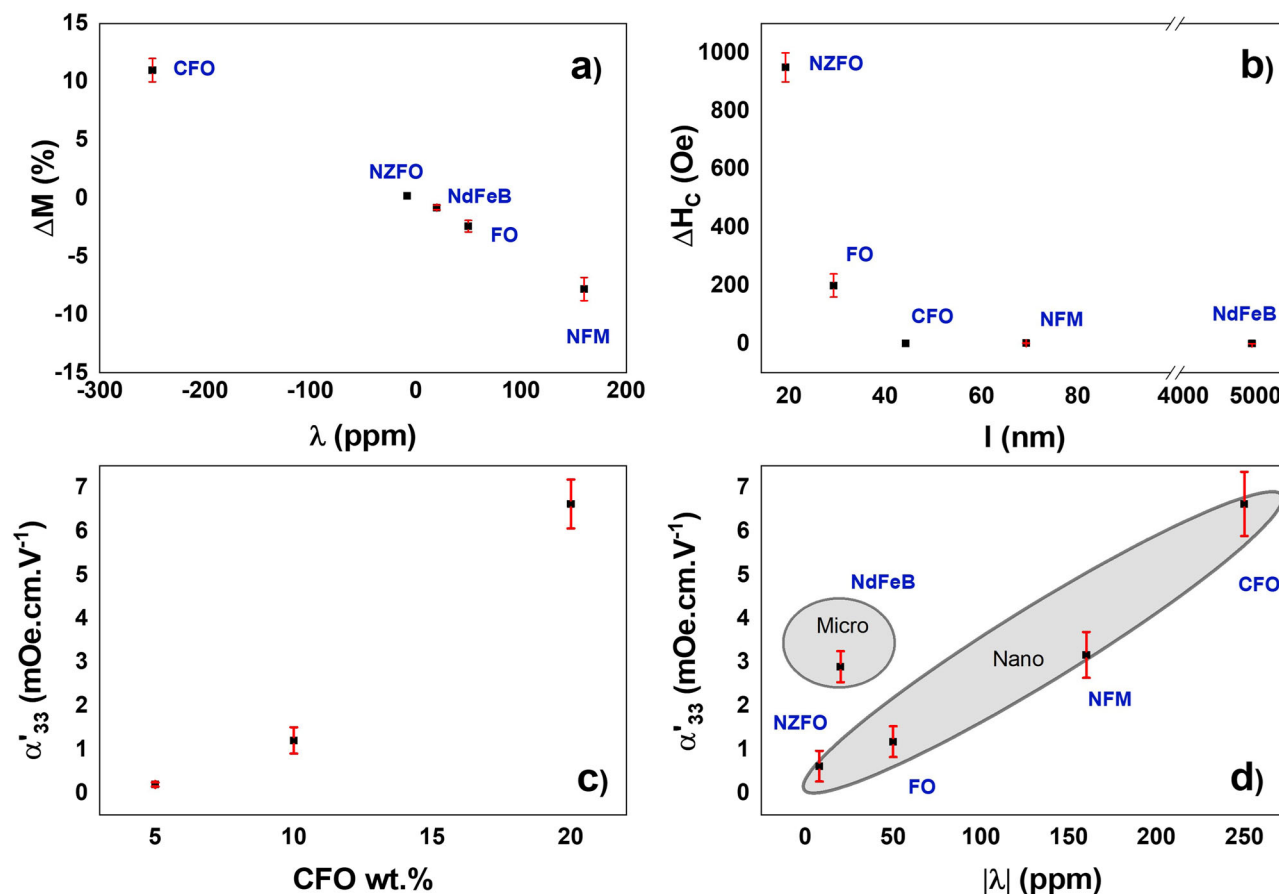 a)
ΔM (%)
15
10
5
0
-5
-10
-15
CFO
NZFO
NdFeB
FO
NFM
-300
-200
-100
0
100
200
λ (ppm)
b)
ΔHC (Oe)
1000
800
600
400
200
0
NZFO
FO
CFO
NFM
NdFeB
20
40
60
80
4000
5000
l (nm)
c)
α'33 (mOe.cm.V-1)
7
6
5
4
3
2
1
0
5
10
15
20
CFO wt.%
d)
α'33 (mOe.cm.V-1)
7
6
5
4
3
2
1
0
NdFeB
Micro
Nano
CFO
NFM
NZFO
FO
0
50
100
150
200
250
|λ| (ppm)